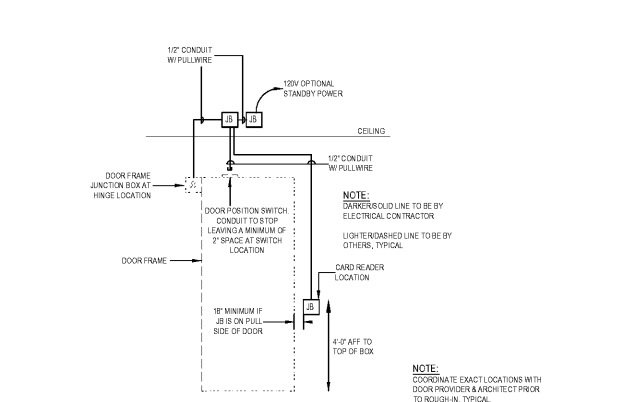 1/2" CONDUIT
W/ PULLWIRE
120V OPTIONAL
STANDBY POWER
JB
JB
CEILING
1/2" CONDUIT
W/ PULLWIRE
DOOR FRAME
JUNCTION BOX AT
HINGE LOCATION
NOTE:
DARKER/SOLID LINE TO BE BY
ELECTRICAL CONTRACTOR
LIGHTER/DASHED LINE TO BE BY
OTHERS, TYPICAL
DOOR POSITION SWITCH.
CONDUIT TO STOP
LEAVING A MINIMUM OF
2" SPACE AT SWITCH
LOCATION
DOOR FRAME
CARD READER
LOCATION
JB
18" MINIMUM IF
JB IS ON PULL
SIDE OF DOOR
4'-0" AFF TO
TOP OF BOX
NOTE:
COORDINATE EXACT LOCATIONS WITH
DOOR PROVIDER & ARCHITECT PRIOR
TO ROUGH-IN, TYPICAL